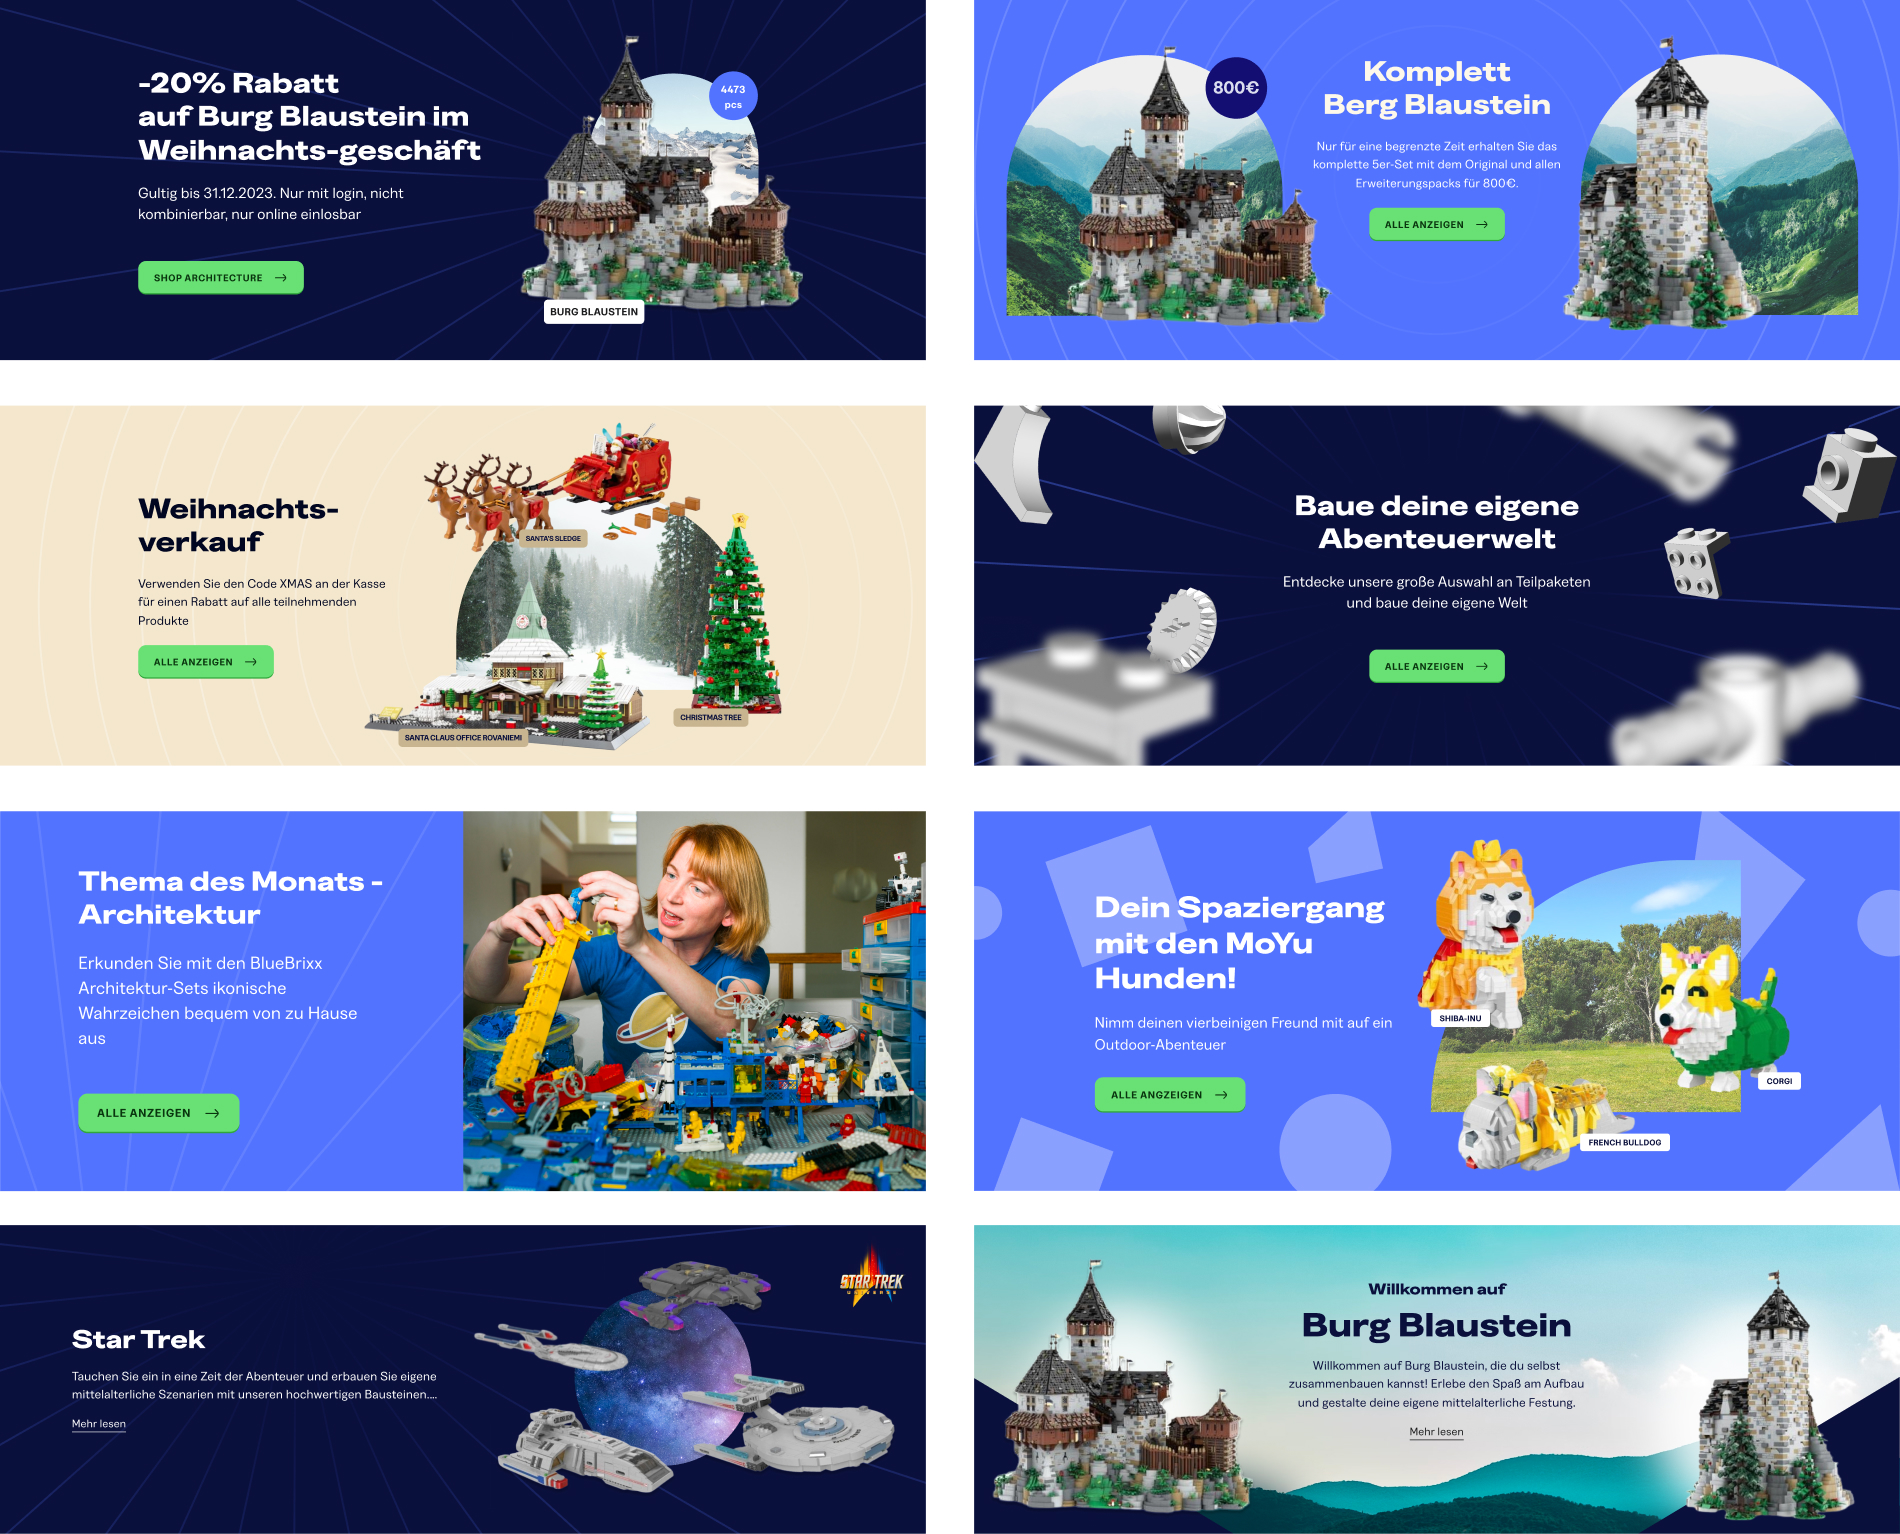 -20% Rabatt
auf Burg Blaustein im
Weihnachts-geschäft
Gultig bis 31.12.2023. Nur mit login, nicht
kombinierbar, nur online einlosbar
SHOP ARCHITECTURE
4473
pcs
BURG BLAUSTEIN
800€
Komplett
Berg Blaustein
Nur für eine begrenzte Zeit erhalten Sie das
komplette 5er-Set mit dem Original und allen
Erweiterungspacks für 800€.
ALLE ANZEIGEN
Weihnachts-
verkauf
Verwenden Sie den Code XMAS an der Kasse
für einen Rabatt auf alle teilnehmenden
Produkte
ALLE ANZEIGEN
SANTA'S SLEDGE
CHRISTMAS TREE
SANTA CLAUS OFFICE ROVANIEMI
Baue deine eigene
Abenteuerwelt
Entdecke unsere große Auswahl an Teilpaketen
und baue deine eigene Welt
ALLE ANZEIGEN
Thema des Monats -
Architektur
Erkunden Sie mit den BlueBrixx
Architektur-Sets ikonische
Wahrzeichen bequem von zu Hause
aus
ALLE ANZEIGEN
Dein Spaziergang
mit den MoYu
Hunden!
Nimm deinen vierbeinigen Freund mit auf ein
Outdoor-Abenteuer
ALLE ANGZEIGEN
SHIBA-INU
CORGI
FRENCH BULLDOG
Star Trek
Tauchen Sie ein in eine Zeit der Abenteuer und erbauen Sie eigene
mittelalterliche Szenarien mit unseren hochwertigen Bausteinen....
Mehr lesen
STAR TREK
UNIVERSE
Willkommen auf
Burg Blaustein
Willkommen auf Burg Blaustein, die du selbst
zusammenbauen kannst! Erlebe den Spaß am Aufbau
und gestalte deine eigene mittelalterliche Festung.
Mehr lesen